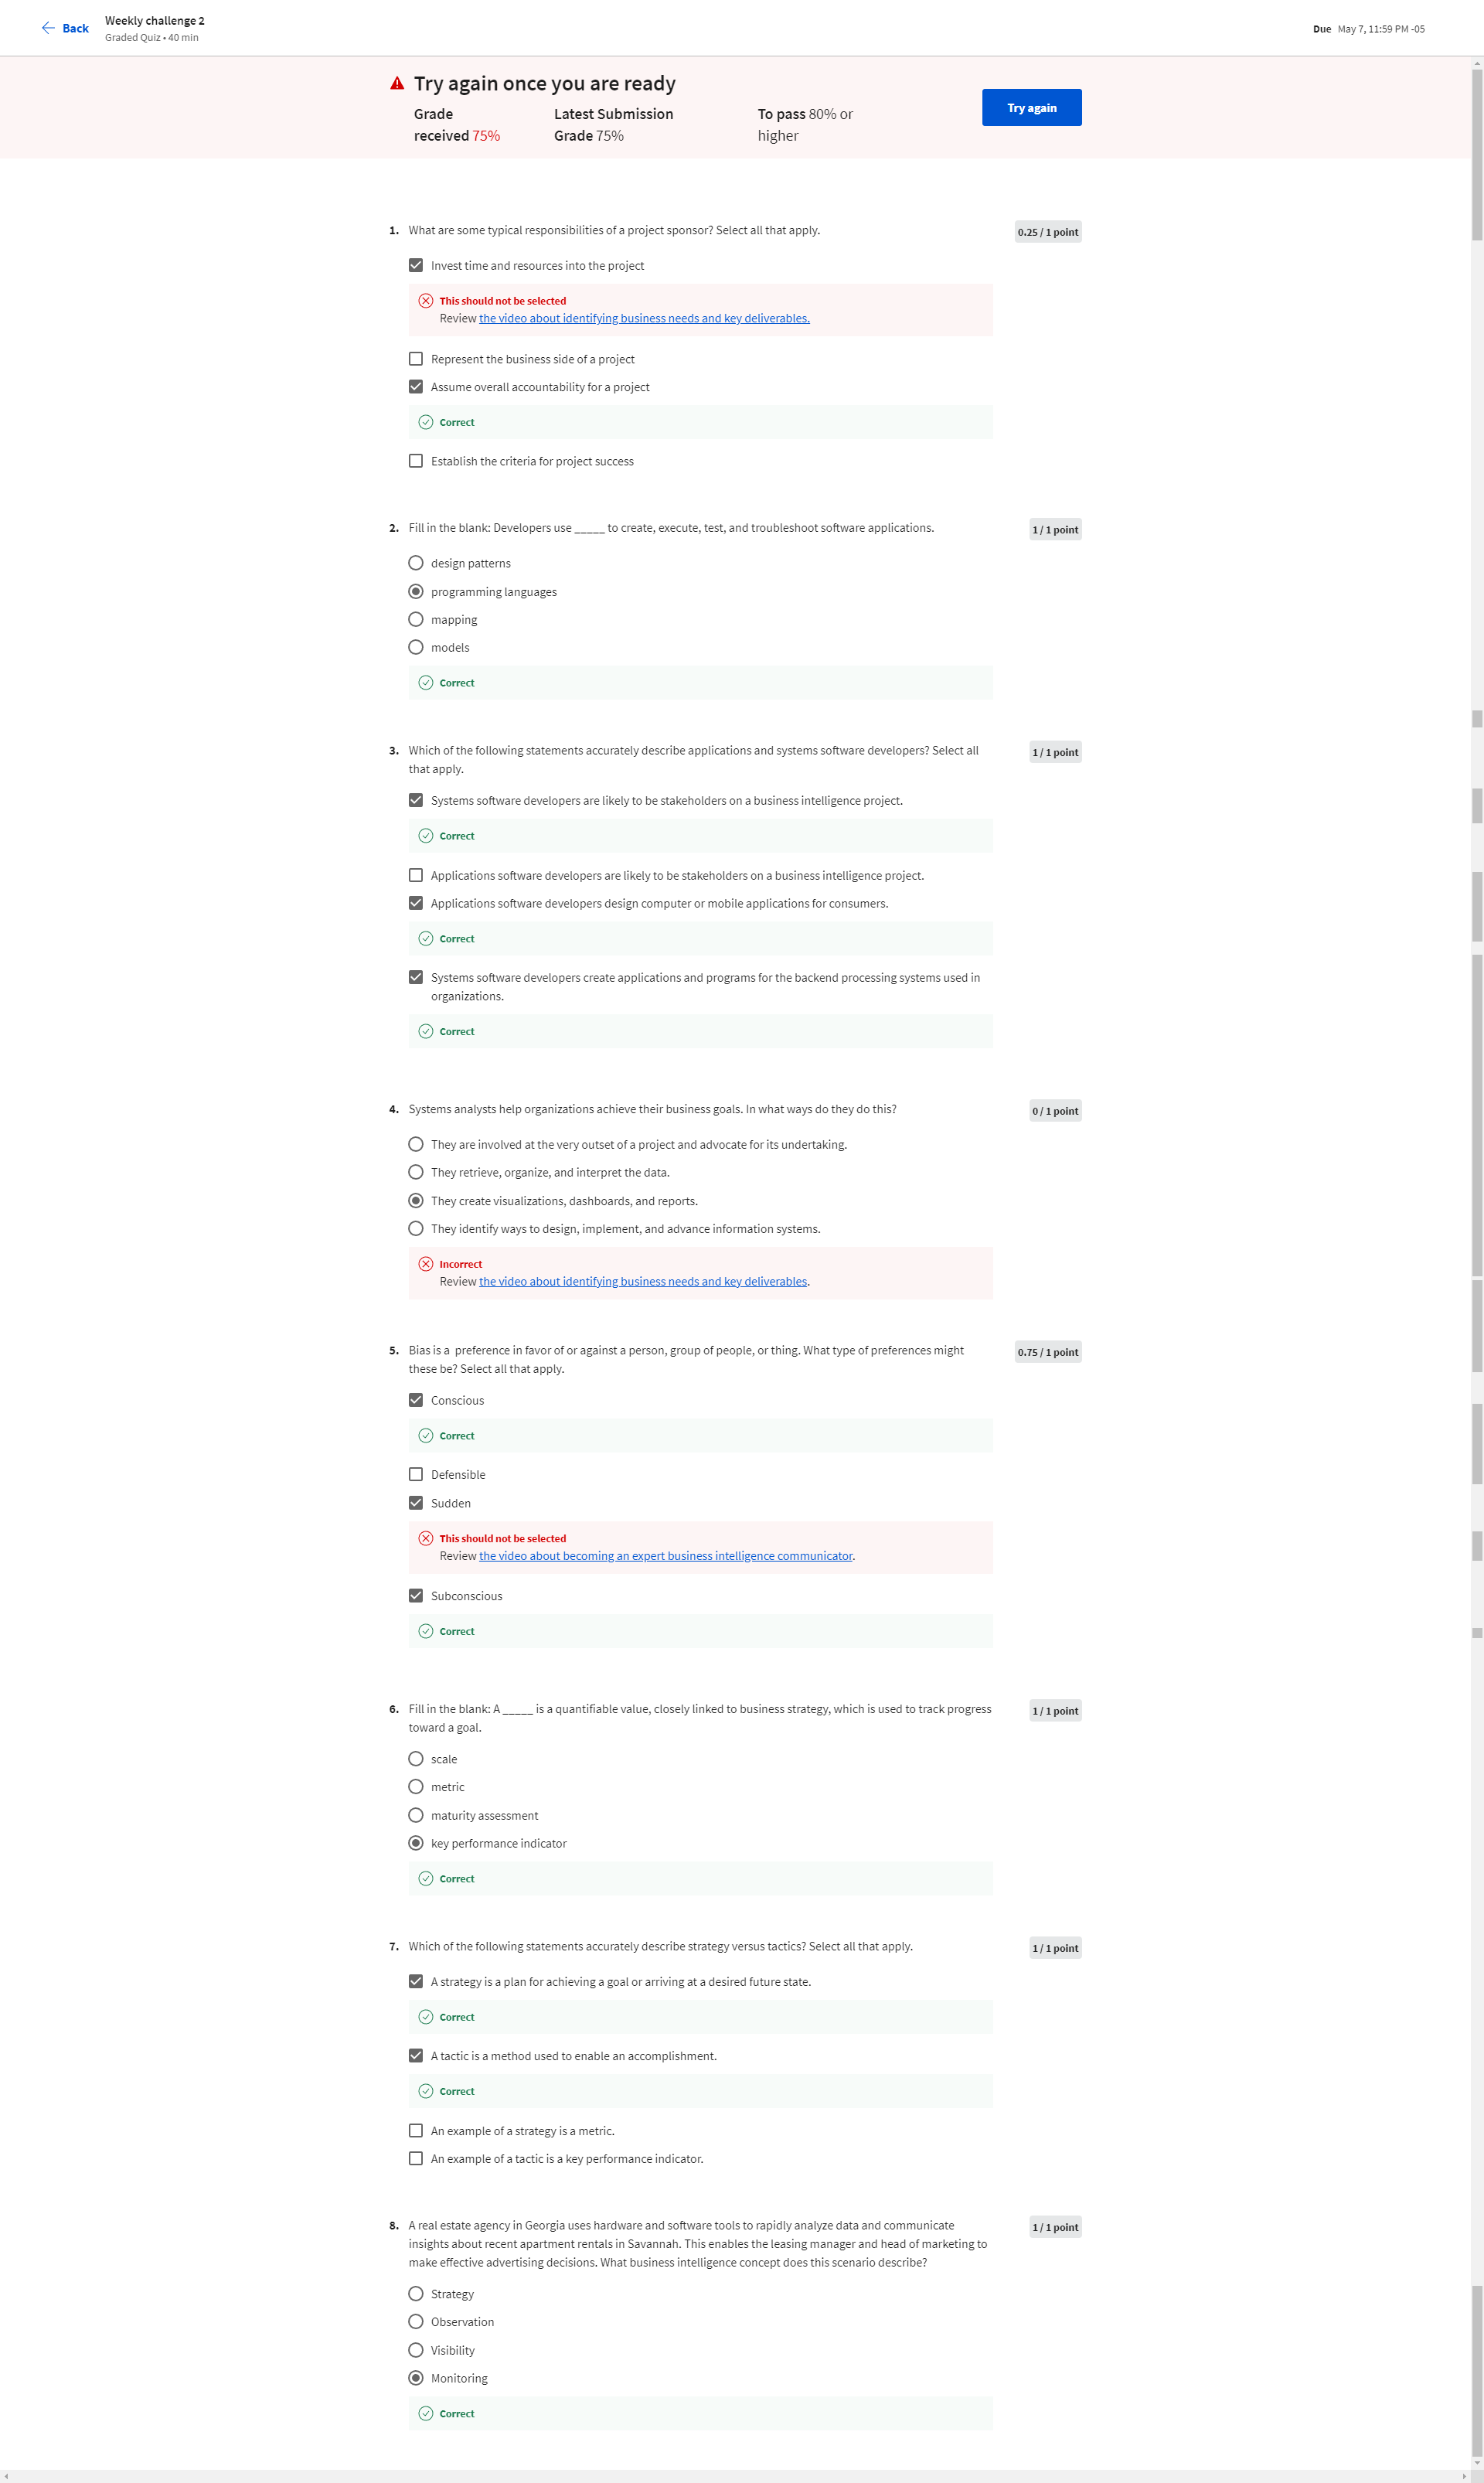 Back
Weekly challenge 2
Graded Quiz • 40 min
Due May 7, 11:59 PM -05
Try again once you are ready
Grade
received 75%
Latest Submission
Grade 75%
To pass 80% or
higher
Try again
1. What are some typical responsibilities of a project sponsor? Select all that apply.
0.25 / 1 point
Invest time and resources into the project
This should not be selected
Review the video about identifying business needs and key deliverables.
Represent the business side of a project
Assume overall accountability for a project
Correct
Establish the criteria for project success
2. Fill in the blank: Developers use _____ to create, execute, test, and troubleshoot software applications.
1 / 1 point
design patterns
programming languages
mapping
models
Correct
3. Which of the following statements accurately describe applications and systems software developers? Select all
that apply.
1 / 1 point
Systems software developers are likely to be stakeholders on a business intelligence project.
Correct
Applications software developers are likely to be stakeholders on a business intelligence project.
Applications software developers design computer or mobile applications for consumers.
Correct
Systems software developers create applications and programs for the backend processing systems used in
organizations.
Correct
4. Systems analysts help organizations achieve their business goals. In what ways do they do this?
0 / 1 point
They are involved at the very outset of a project and advocate for its undertaking.
They retrieve, organize, and interpret the data.
They create visualizations, dashboards, and reports.
They identify ways to design, implement, and advance information systems.
Incorrect
Review the video about identifying business needs and key deliverables.
5. Bias is a preference in favor of or against a person, group of people, or thing. What type of preferences might
these be? Select all that apply.
0.75 / 1 point
Conscious
Correct
Defensible
Sudden
This should not be selected
Review the video about becoming an expert business intelligence communicator.
Subconscious
Correct
6. Fill in the blank: A _____ is a quantifiable value, closely linked to business strategy, which is used to track progress
toward a goal.
1 / 1 point
scale
metric
maturity assessment
key performance indicator
Correct
7. Which of the following statements accurately describe strategy versus tactics? Select all that apply.
1 / 1 point
A strategy is a plan for achieving a goal or arriving at a desired future state.
Correct
A tactic is a method used to enable an accomplishment.
Correct
An example of a strategy is a metric.
An example of a tactic is a key performance indicator.
8. A real estate agency in Georgia uses hardware and software tools to rapidly analyze data and communicate
insights about recent apartment rentals in Savannah. This enables the leasing manager and head of marketing to
make effective advertising decisions. What business intelligence concept does this scenario describe?
1 / 1 point
Strategy
Observation
Visibility
Monitoring
Correct